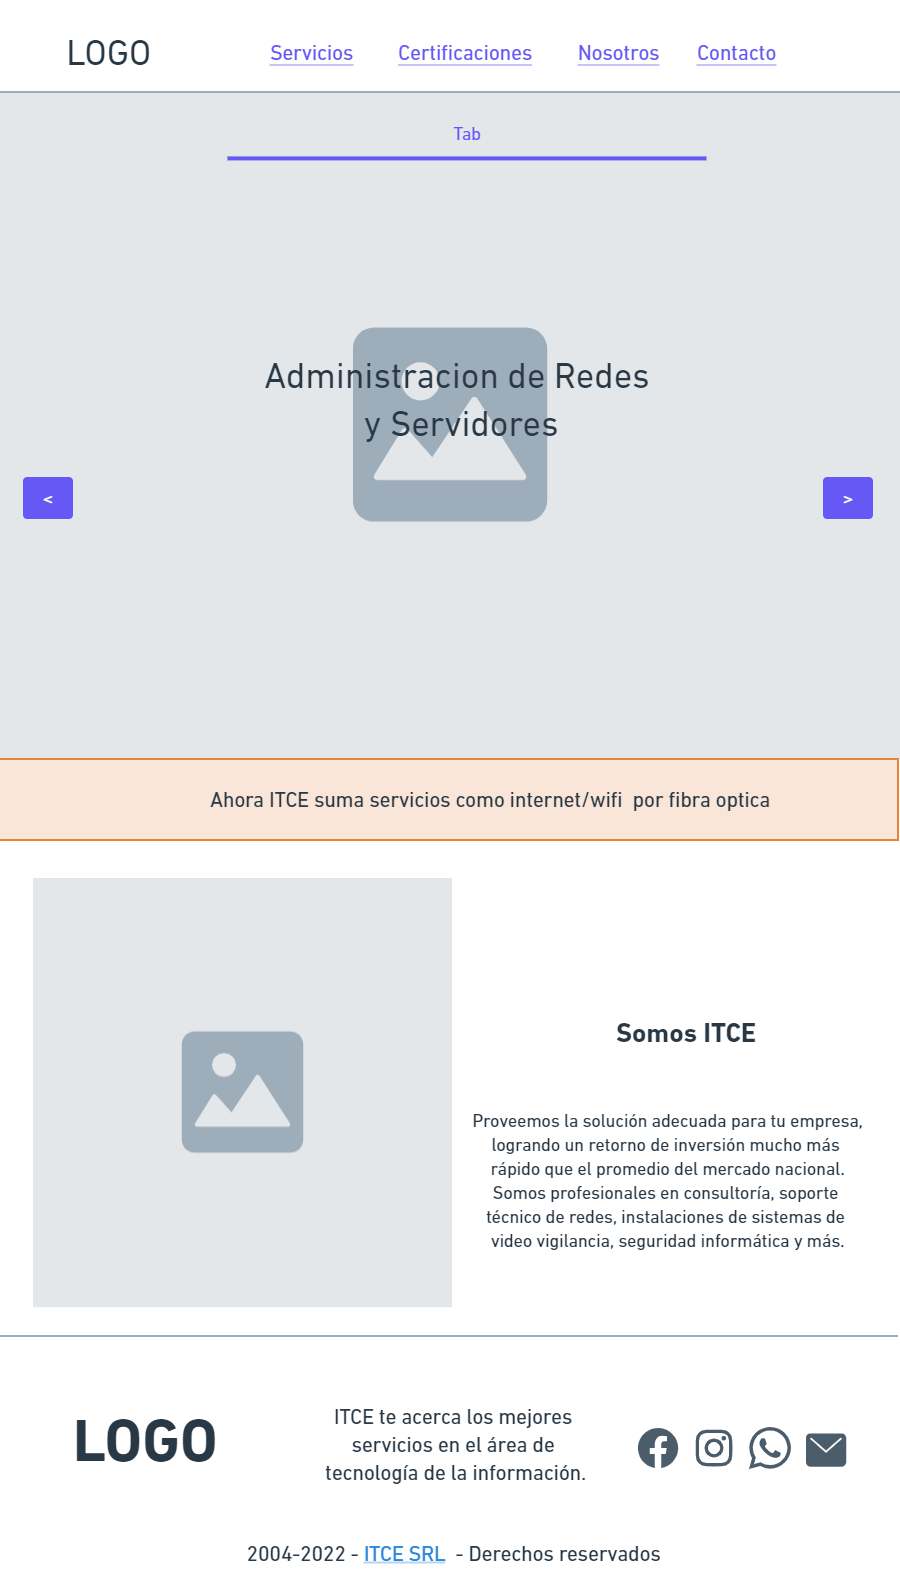 LOGO
Servicios Certificaciones Nosotros Contacto
Tab
Administracion de Redes
y Servidores
< >
Ahora ITCE suma servicios como internet/wifi  por fibra optica
Somos ITCE
Proveemos la solución adecuada para tu empresa,
logrando un retorno de inversión mucho más
rápido que el promedio del mercado nacional.
Somos profesionales en consultoría, soporte
técnico de redes, instalaciones de sistemas de
video vigilancia, seguridad informática y más.
LOGO
ITCE te acerca los mejores
servicios en el área de
tecnología de la información.
2004-2022 - ITCE SRL  - Derechos reservados